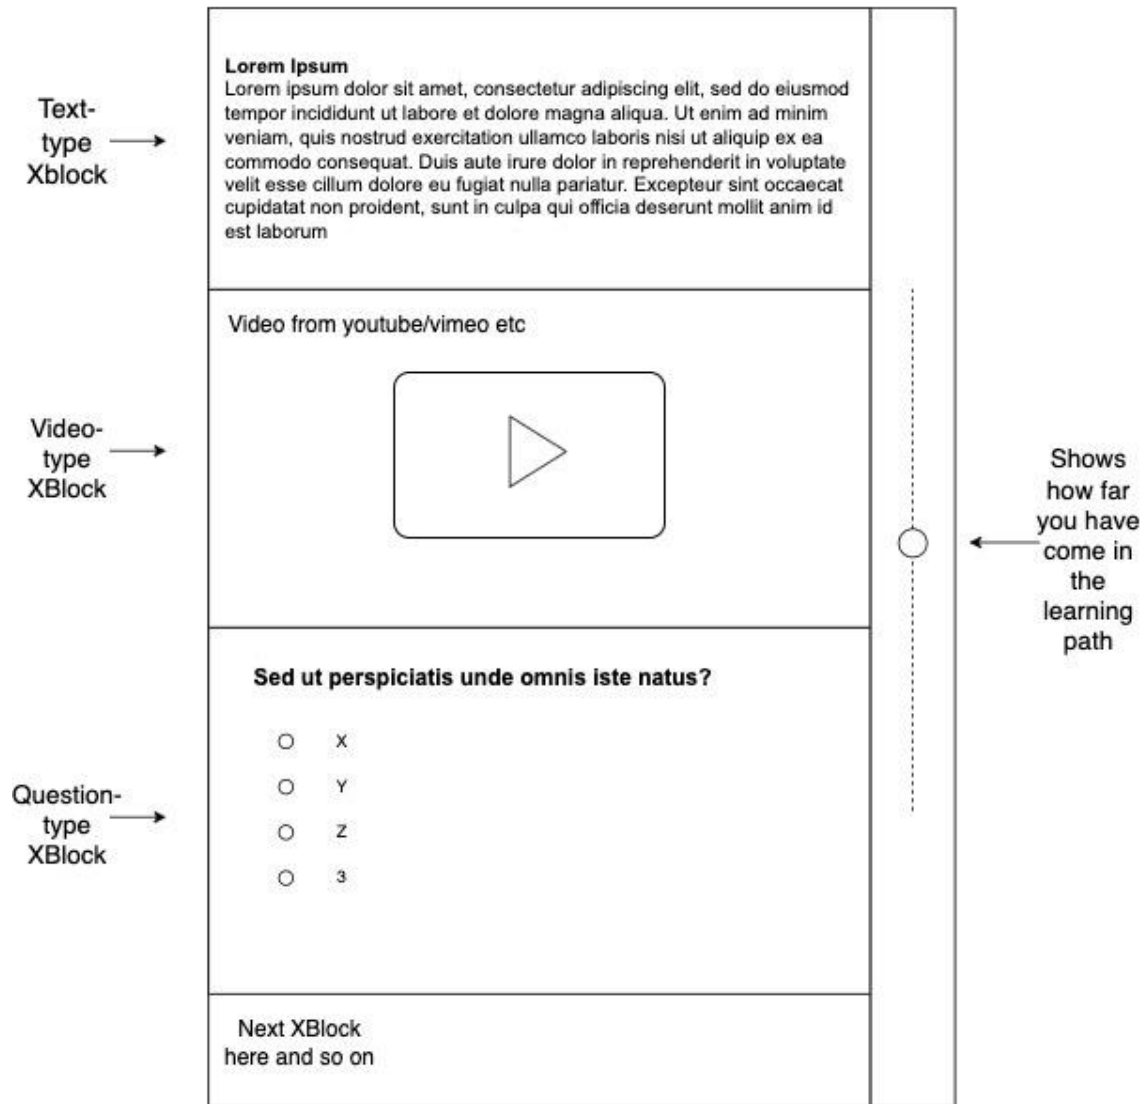 Text-
type
Xblock
Lorem Ipsum
Lorem ipsum dolor sit amet, consectetur adipiscing elit, sed do eiusmod
tempor incididunt ut labore et dolore magna aliqua. Ut enim ad minim
veniam, quis nostrud exercitation ullamco laboris nisi ut aliquip ex ea
commodo consequat. Duis aute irure dolor in reprehenderit in voluptate
velit esse cillum dolore eu fugiat nulla pariatur. Excepteur sint occaecat
cupidatat non proident, sunt in culpa qui officia deserunt mollit anim id
est laborum
Video-
type
XBlock
Video from youtube/vimeo etc
Shows
how far
you have
come in
the
learning
path
Question-
type
XBlock
Sed ut perspiciatis unde omnis iste natus?
X
Y
Z
3
Next XBlock
here and so on